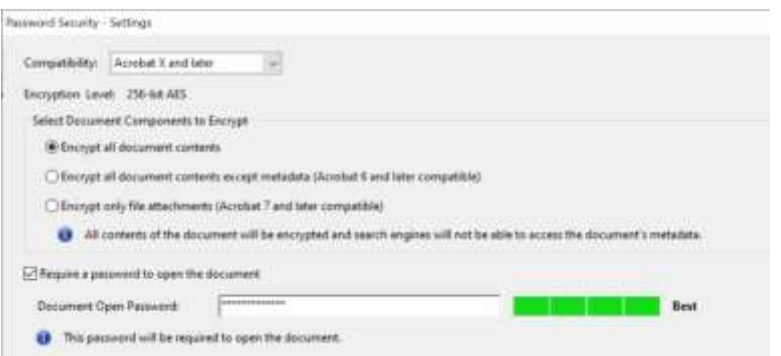 Password Security - Settings
Compatibility: Acrobat X and later
Encryption Level: 256-bit AES
Select Document Components to Encrypt
Encrypt all document contents
Encrypt all document contents except metadata (Acrobat 6 and later compatible)
Encrypt only file attachments (Acrobat 7 and later compatible)
All contents of the document will be encrypted and search engines will not be able to access the document's metadata.
Require a password to open the document
Document Open Password: ************* Best
This password will be required to open the document.